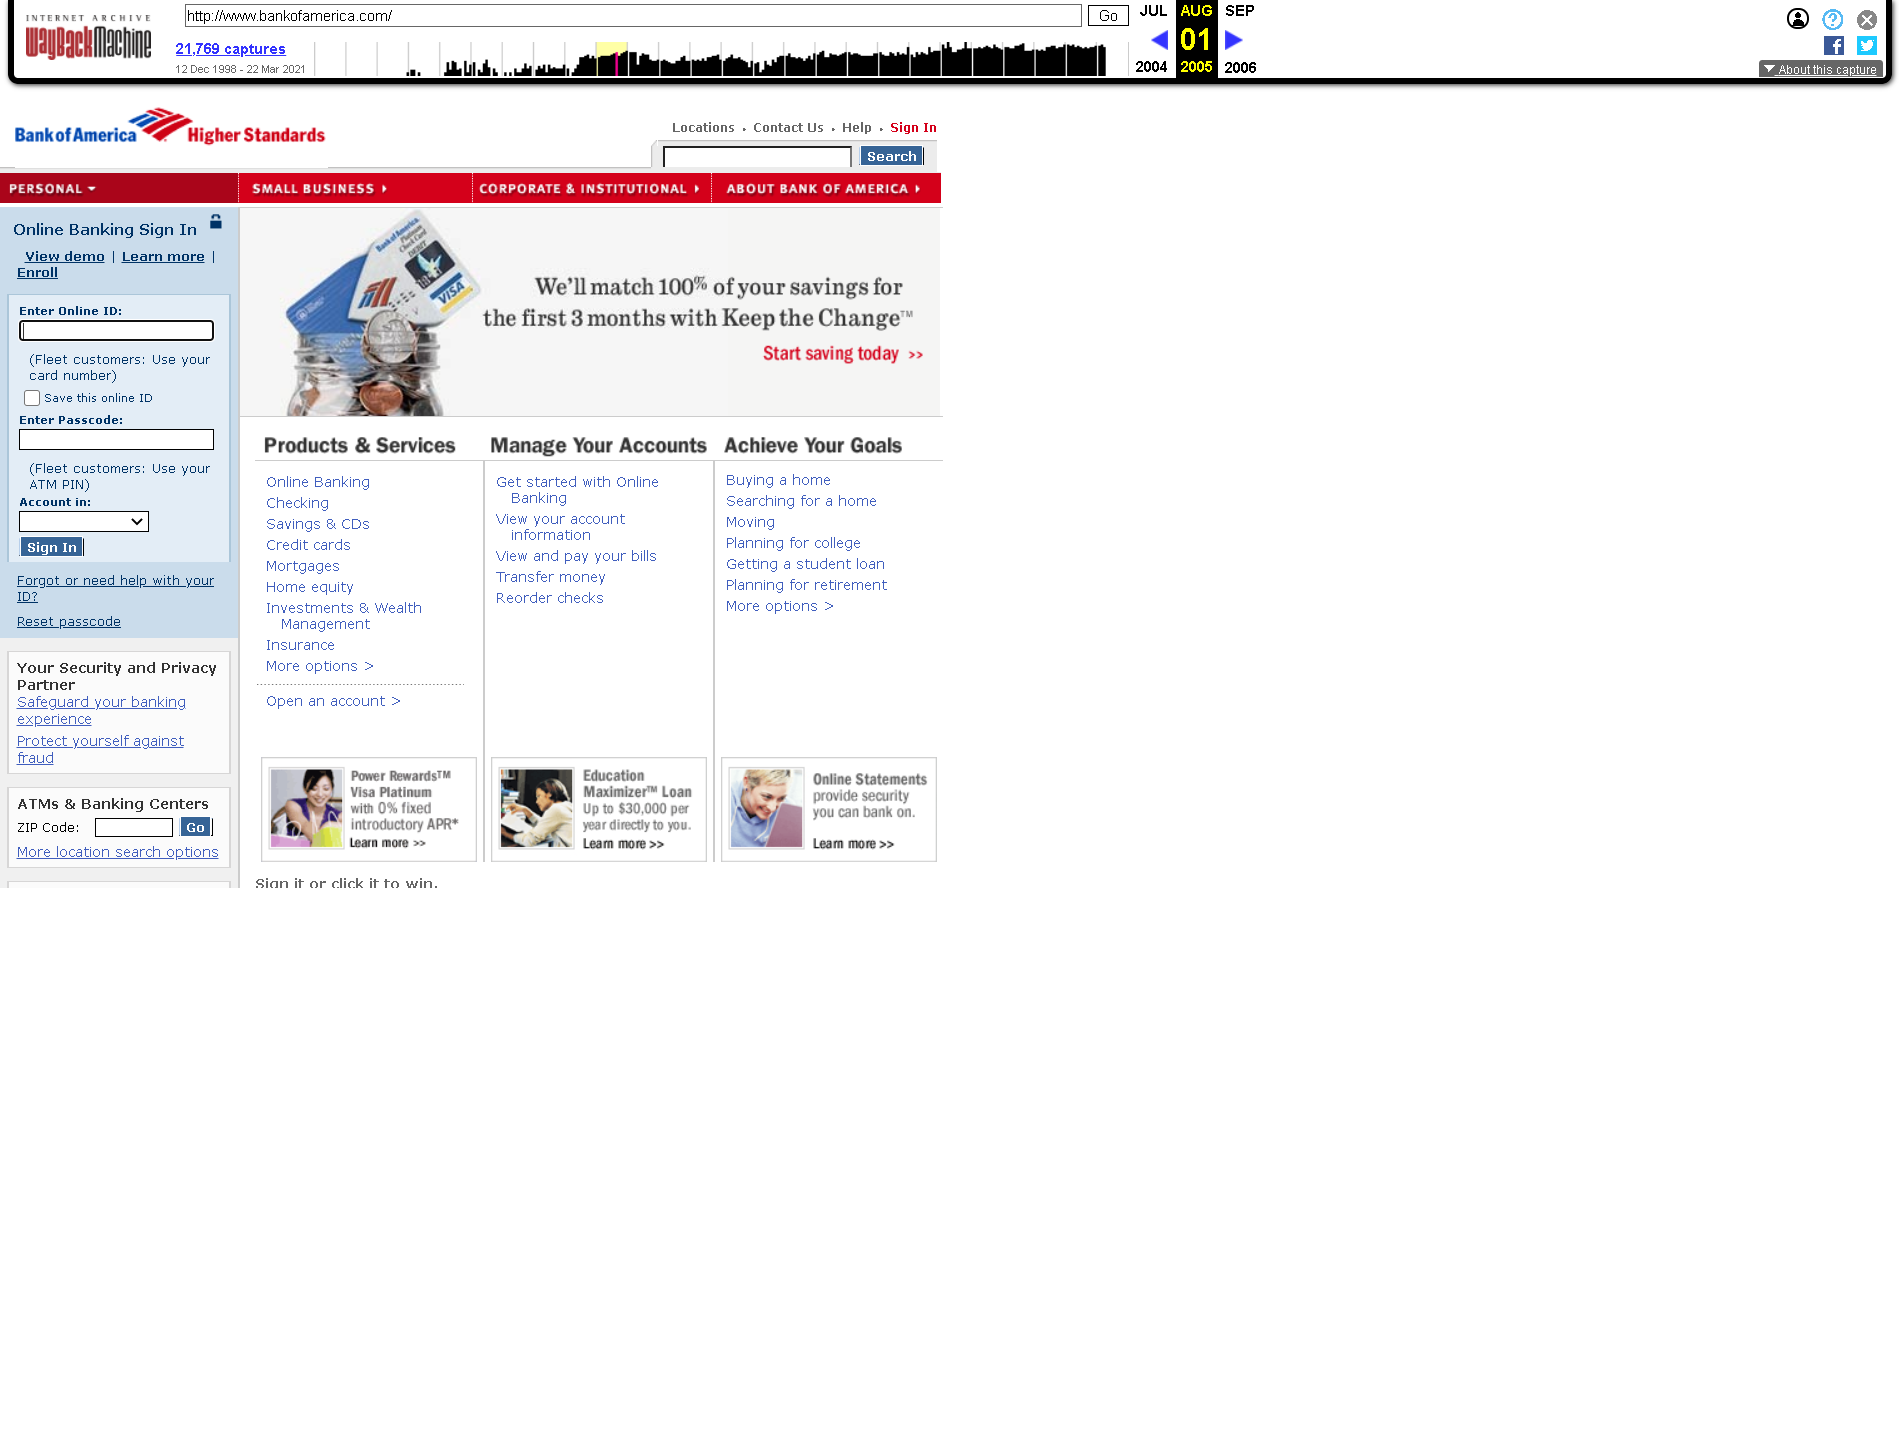 INTERNET ARCHIVE
WayBackMachine
http://www.bankofamerica.com/
Go
JUL
AUG
SEP
21,769 captures
01
12 Dec 1998 - 22 Mar 2021
2004
2005
2006
About this capture
Bank of America Higher Standards
Locations • Contact Us • Help • Sign In
Search
PERSONAL
SMALL BUSINESS
CORPORATE & INSTITUTIONAL
ABOUT BANK OF AMERICA
Online Banking Sign In
View demo | Learn more |
Enroll
Enter Online ID:
(Fleet customers: Use your
card number)
Save this online ID
Enter Passcode:
(Fleet customers: Use your
ATM PIN)
Account in:
Sign In
Forgot or need help with your
ID?
Reset passcode
Your Security and Privacy
Partner
Safeguard your banking
experience
Protect yourself against
fraud
ATMs & Banking Centers
ZIP Code:
Go
More location search options
Bank of America
Platinum
Check Card
DEBIT
VISA
We'll match 100% of your savings for
the first 3 months with Keep the Change™
Start saving today >>
Products & Services
Online Banking
Checking
Savings & CDs
Credit cards
Mortgages
Home equity
Investments & Wealth
Management
Insurance
More options >
Open an account >
Manage Your Accounts
Get started with Online
Banking
View your account
information
View and pay your bills
Transfer money
Reorder checks
Achieve Your Goals
Buying a home
Searching for a home
Moving
Planning for college
Getting a student loan
Planning for retirement
More options >
Power Rewards™
Visa Platinum
with 0% fixed
introductory APR*
Learn more >>
Education
Maximizer™ Loan
Up to $30,000 per
year directly to you.
Learn more >>
Online Statements
provide security
you can bank on.
Learn more >>
Sign it or click it to win.